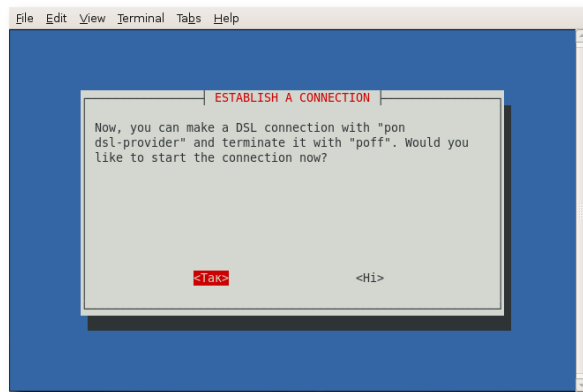 File Edit View Terminal Tabs Help
ESTABLISH A CONNECTION
Now, you can make a DSL connection with "pon
dsl-provider" and terminate it with "poff". Would you
like to start the connection now?
<Так> <Ні>